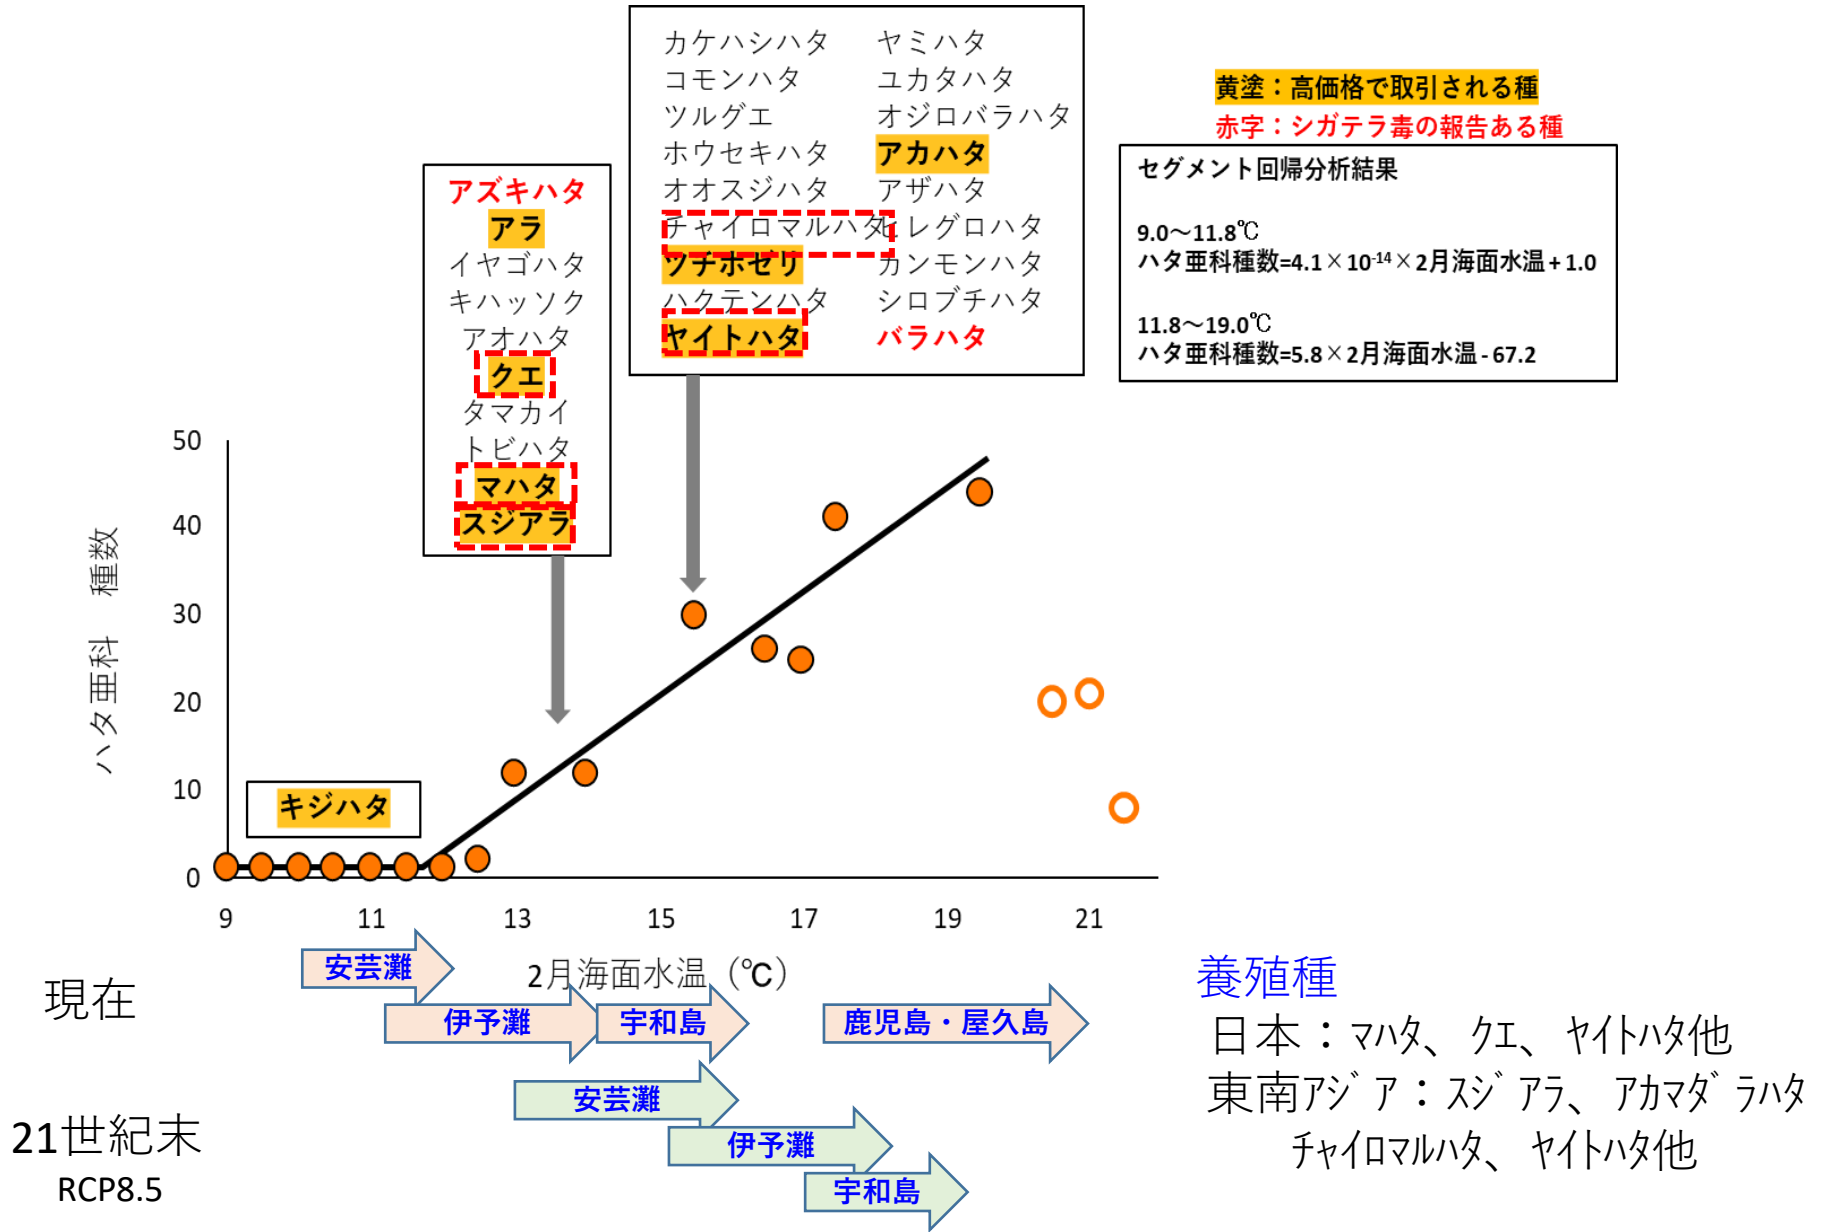 カケハシハタ ヤミハタ
コモンハタ ユカタハタ
ツルグエ オジロバラハタ
ホウセキハタ アカハタ
オオスジハタ アザハタ
チャイロマルハタ ヒレグロハタ
ツチホゼリ カンモンハタ
ハクテンハタ シロブチハタ
ヤイトハタ バラハタ
黄塗：高価格で取引される種
赤字：シガテラ毒の報告ある種
セグメント回帰分析結果
9.0～11.8℃
ハタ亜科種数=4.1×10⁻¹⁴×2月海面水温+1.0
11.8～19.0℃
ハタ亜科種数=5.8×2月海面水温-67.2
アズキハタ
アラ
イヤゴハタ
キハッソク
アオハタ
クエ
タマカイ
トビハタ
マハタ
スジアラ
キジハタ
ハタ亜科 種数
50
40
30
20
10
0
9 11 13 15 17 19 21
2月海面水温（℃）
現在
安芸灘
伊予灘 宇和島 鹿児島・屋久島
21世紀末
RCP8.5
安芸灘
伊予灘
宇和島
養殖種
日本：ﾏﾊﾀ、ｸｴ、ﾔｲﾄﾊﾀ他
東南ｱｼﾞｱ：ｽｼﾞｱﾗ、ｱｶﾏﾀﾞﾗﾊﾀ
ﾁｬｲﾛﾏﾙﾊﾀ、ﾔｲﾄﾊﾀ他